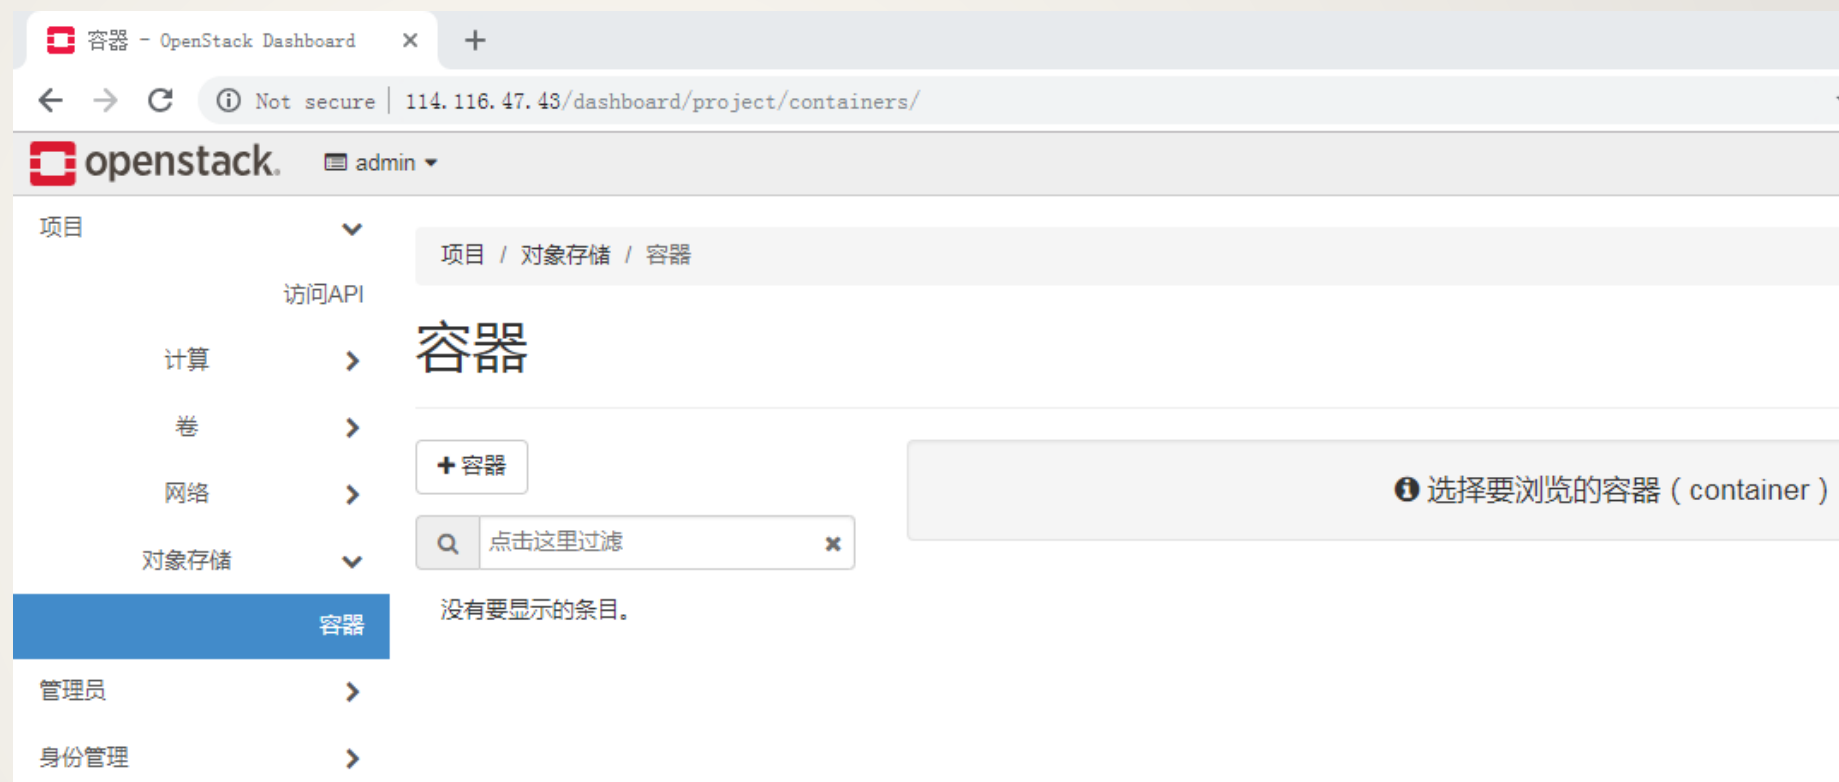 容器 - OpenStack Dashboard
Not secure | 114.116.47.43/dashboard/project/containers/
openstack. admin
项目
项目 / 对象存储 / 容器
访问API
容器
计算
卷
+容器
选择要浏览的容器（container）
网络
点击这里过滤
对象存储
没有要显示的条目。
容器
管理员
身份管理